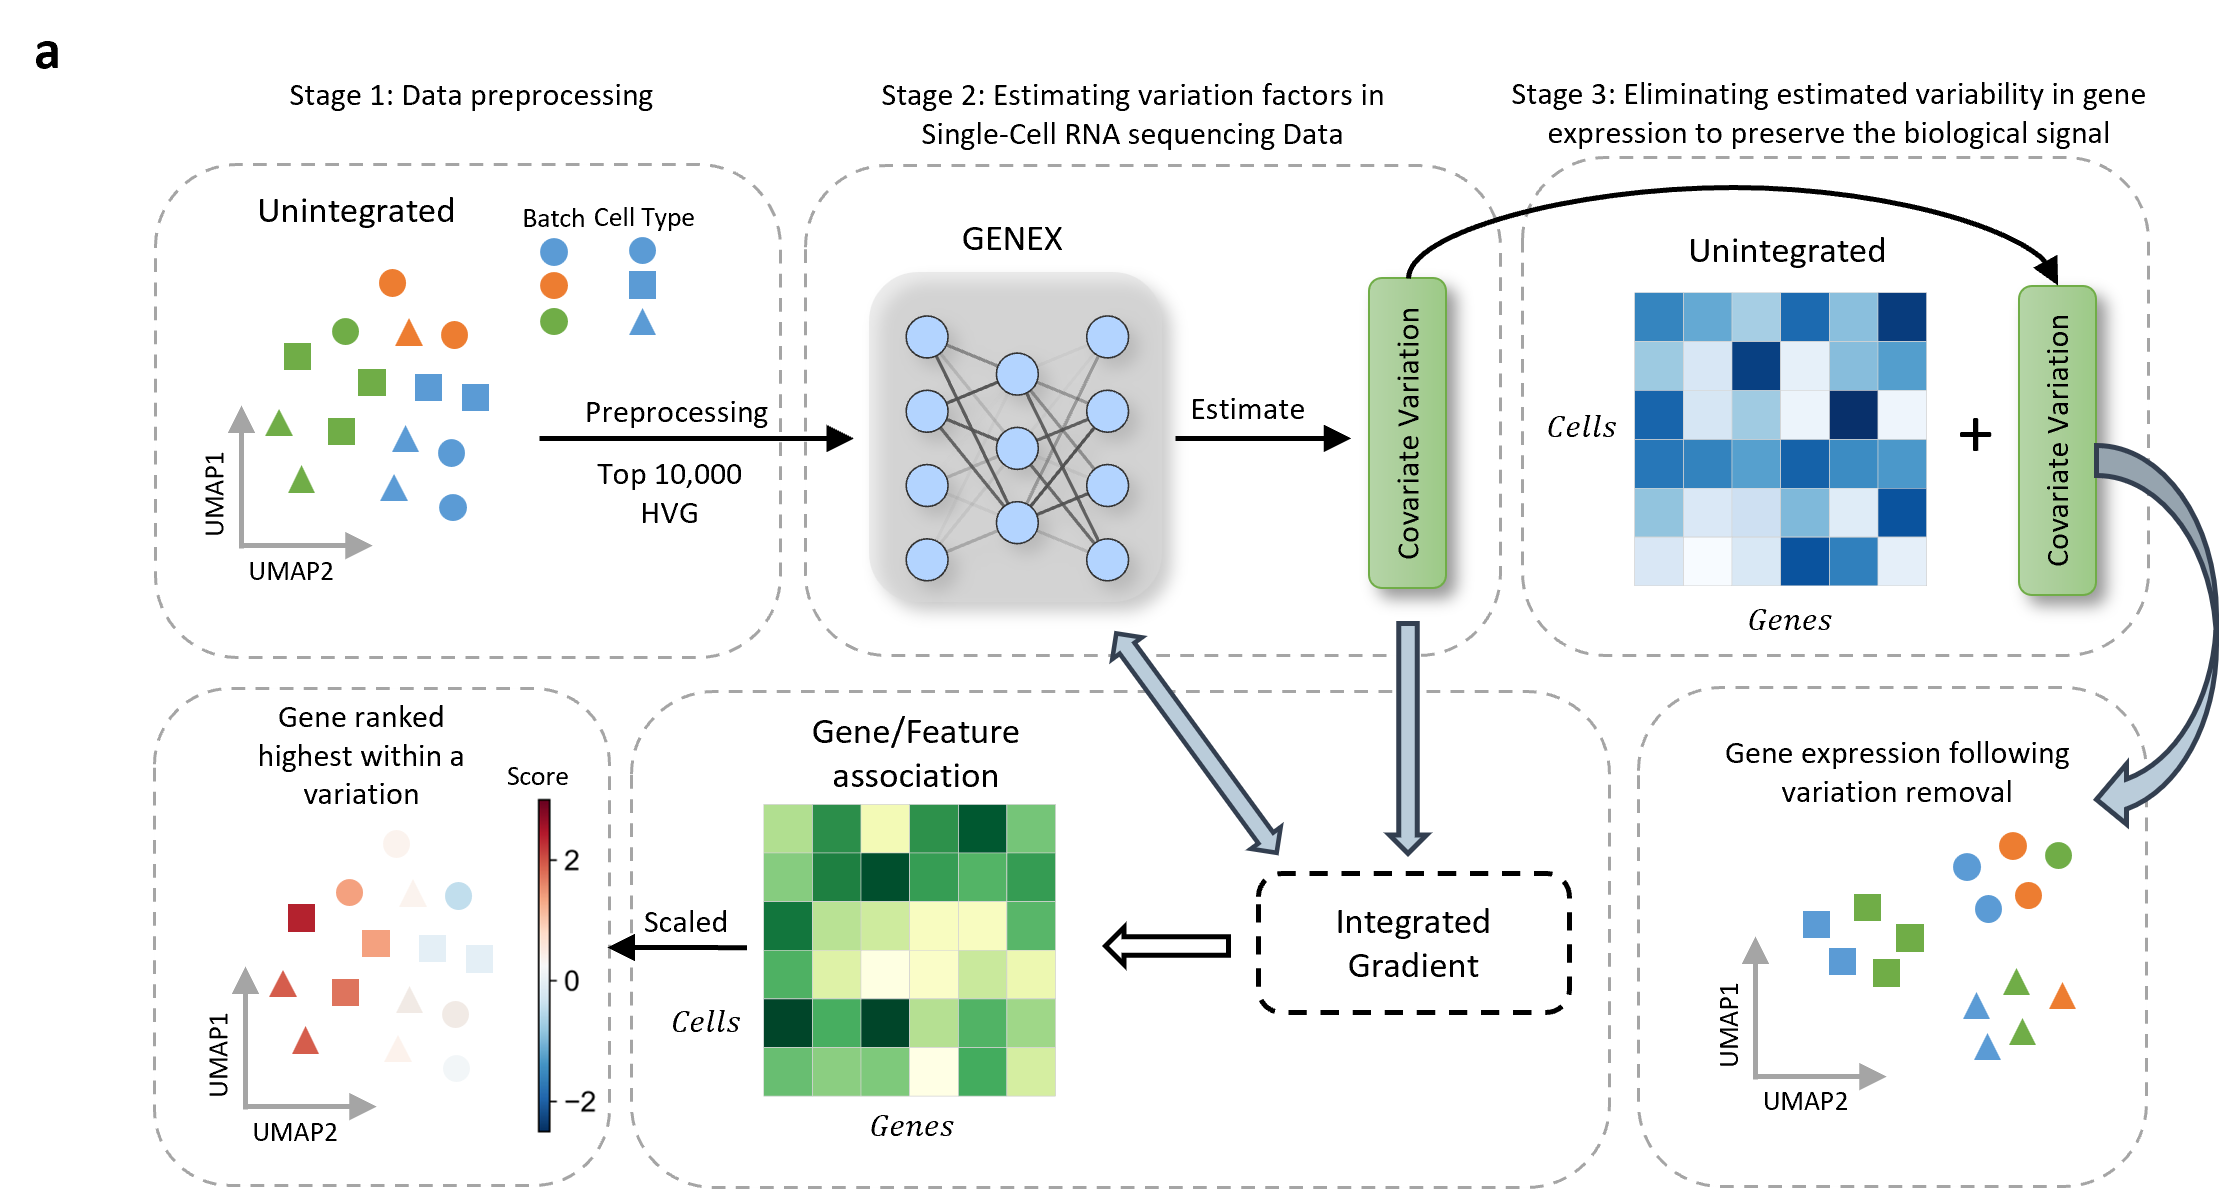 a
Stage 1: Data preprocessing
Stage 2: Estimating variation factors in
Single-Cell RNA sequencing Data
Stage 3: Eliminating estimated variability in gene
expression to preserve the biological signal
Unintegrated
Batch Cell Type
UMAP1
UMAP2
Preprocessing
Top 10,000
HVG
GENEX
Estimate
Covariate Variation
Unintegrated
Cells
Genes
+
Covariate Variation
Gene ranked
highest within a
variation
Score
2
0
−2
UMAP1
UMAP2
Scaled
Gene/Feature
association
Cells
Genes
Integrated
Gradient
Gene expression following
variation removal
UMAP1
UMAP2